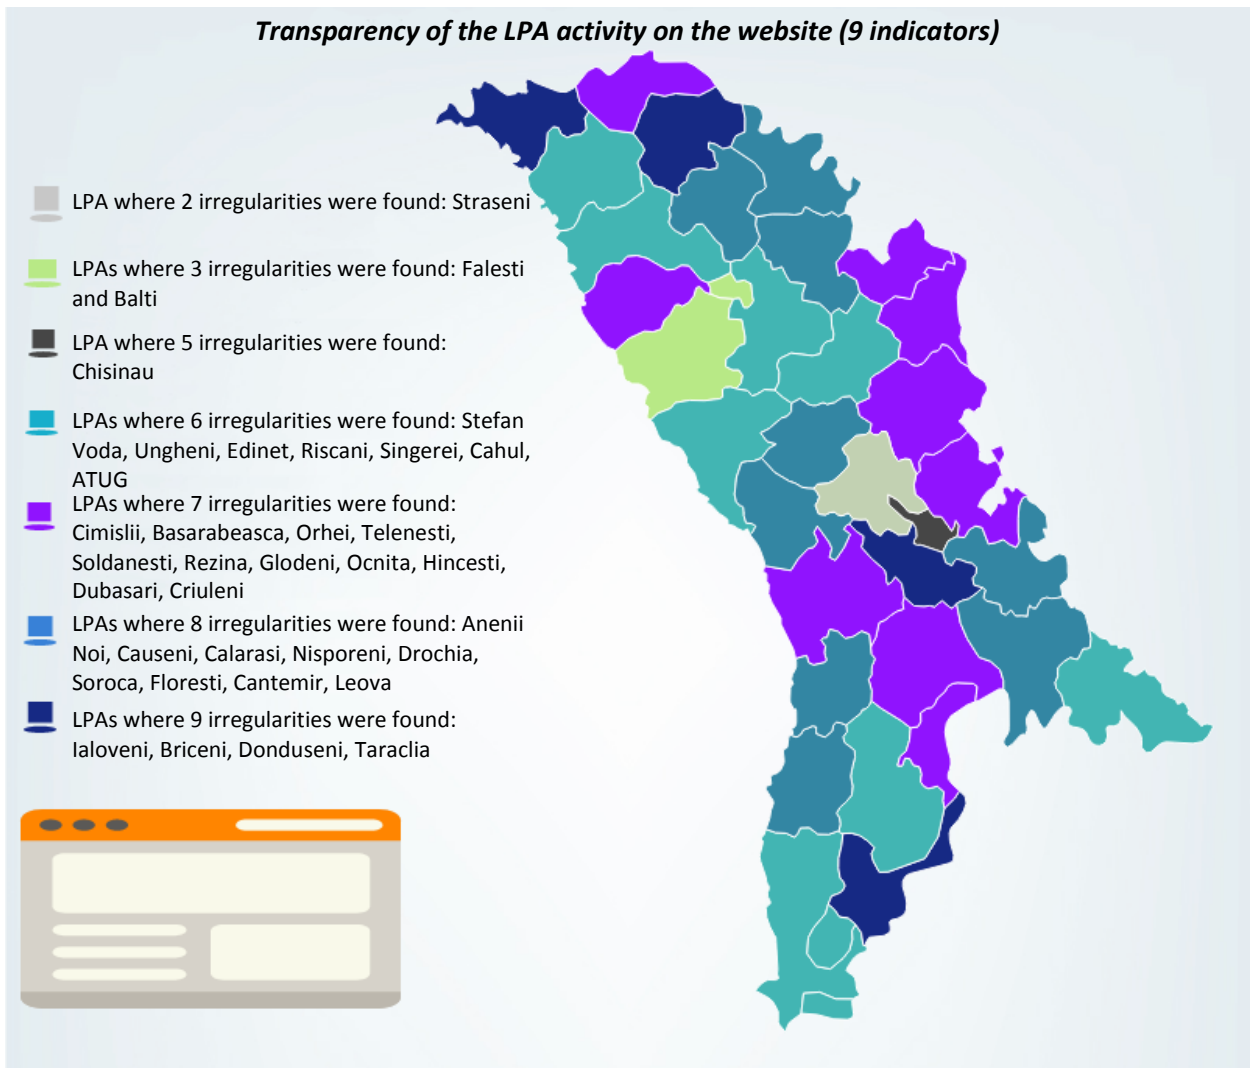 Transparency of the LPA activity on the website (9 indicators)
LPA where 2 irregularities were found: Straseni
LPAs where 3 irregularities were found: Falesti
and Balti
LPA where 5 irregularities were found:
Chisinau
LPAs where 6 irregularities were found: Stefan
Voda, Ungheni, Edinet, Riscani, Singerei, Cahul,
ATUG
LPAs where 7 irregularities were found:
Cimislii, Basarabeasca, Orhei, Telenesti,
Soldanesti, Rezina, Glodeni, Ocnita, Hincesti,
Dubasari, Criuleni
LPAs where 8 irregularities were found: Anenii
Noi, Causeni, Calarasi, Nisporeni, Drochia,
Soroca, Floresti, Cantemir, Leova
LPAs where 9 irregularities were found:
Ialoveni, Briceni, Donduseni, Taraclia